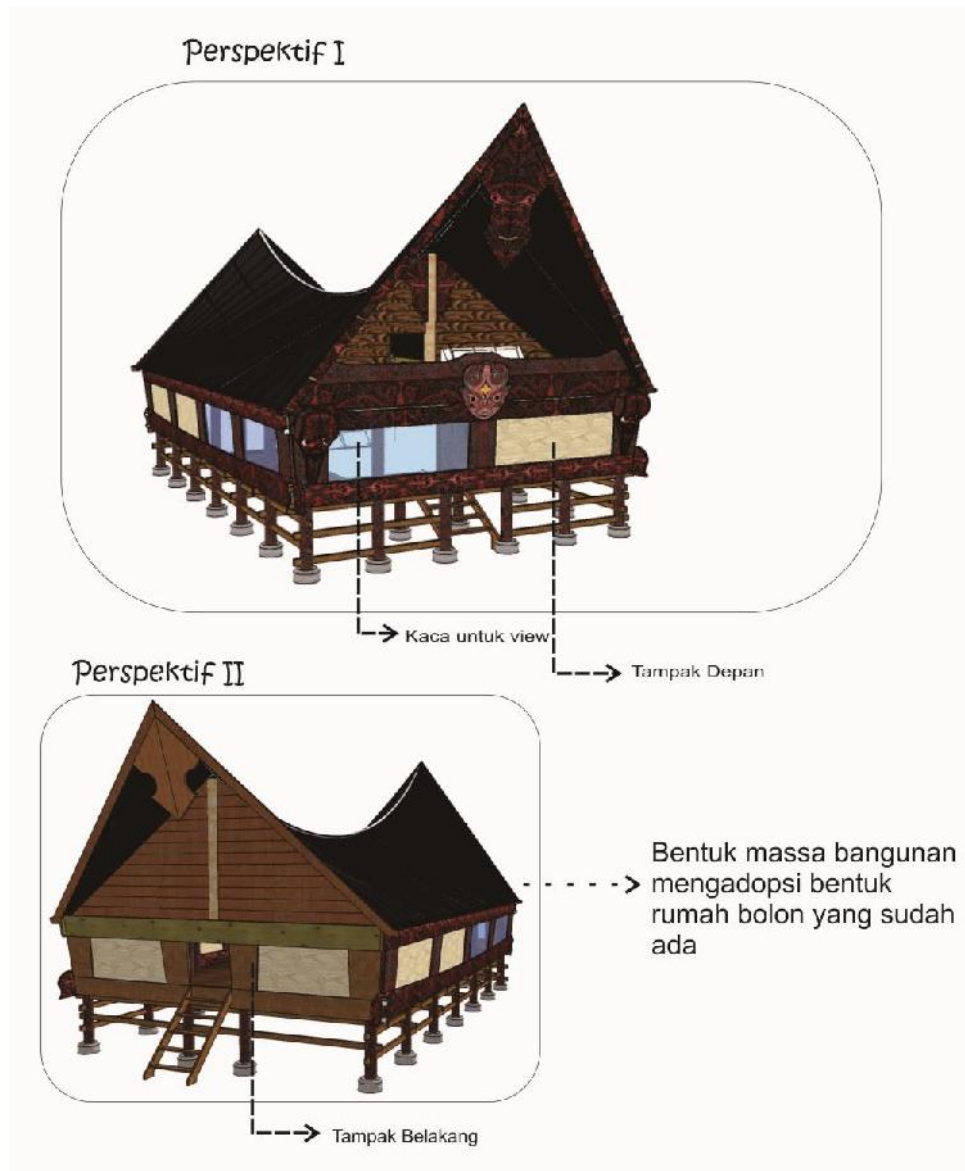 Perspektif I
Kaca untuk view
Tampak Depan
Perspektif II
Bentuk massa bangunan
mengadopsi bentuk
rumah bolon yang sudah
ada
Tampak Belakang